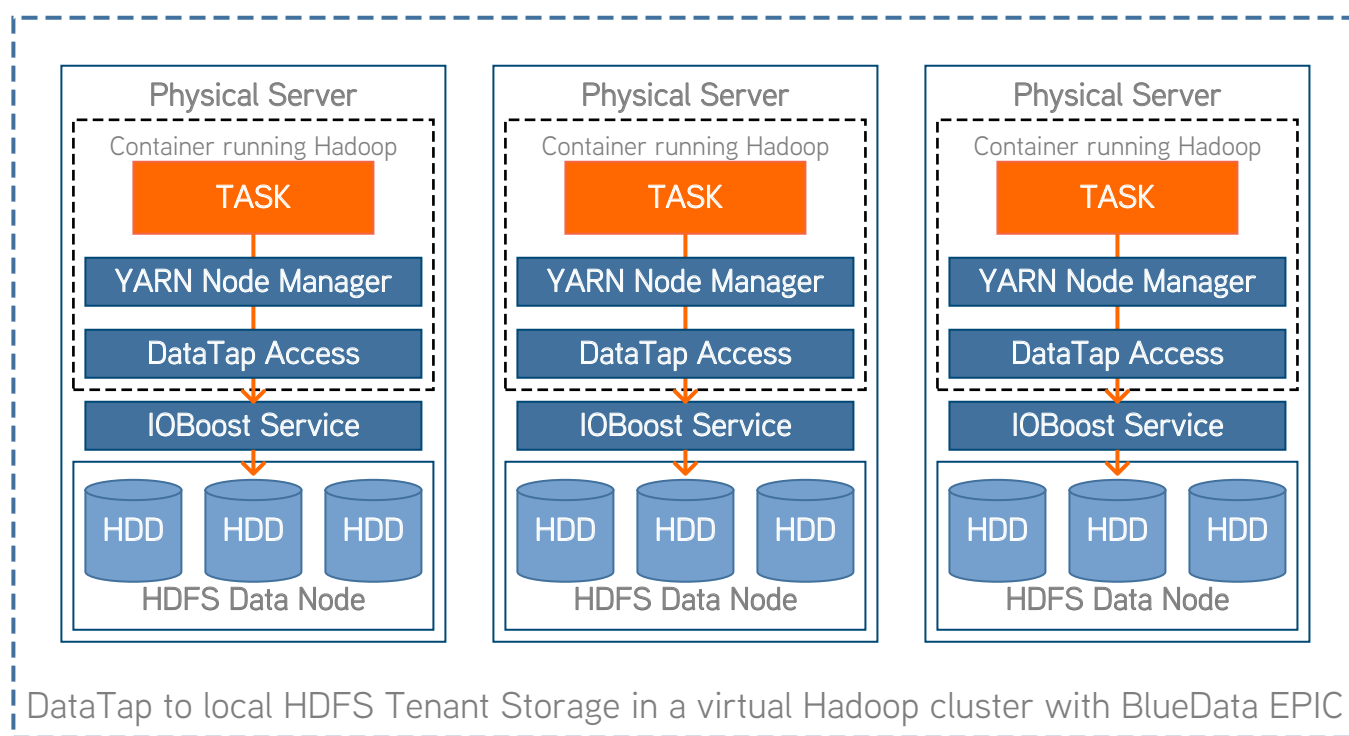 Physical Server
Container running Hadoop
TASK
YARN Node Manager
DataTap Access
IOBoost Service
HDD HDD HDD
HDFS Data Node
Physical Server
Container running Hadoop
TASK
YARN Node Manager
DataTap Access
IOBoost Service
HDD HDD HDD
HDFS Data Node
Physical Server
Container running Hadoop
TASK
YARN Node Manager
DataTap Access
IOBoost Service
HDD HDD HDD
HDFS Data Node
DataTap to local HDFS Tenant Storage in a virtual Hadoop cluster with BlueData EPIC